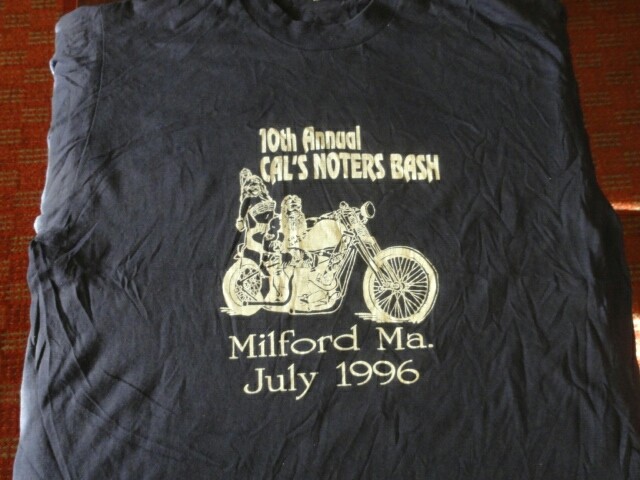 10th Annual
CAL'S NOTERS BASH
Milford Ma.
July 1996